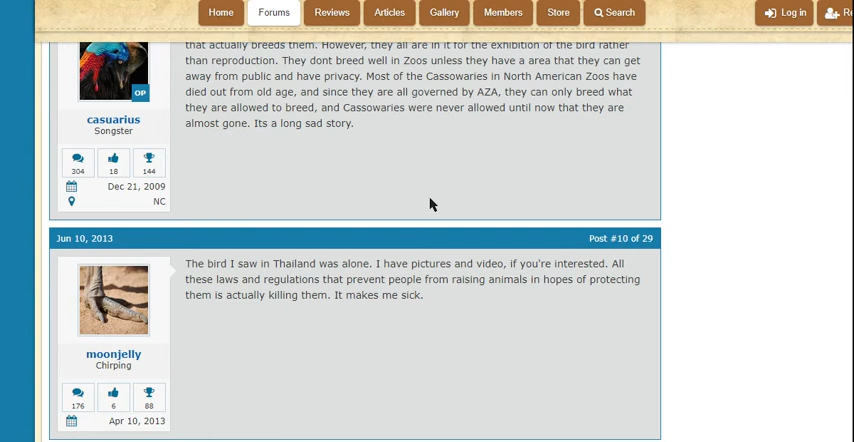 Home Forums Reviews Articles Gallery Members Store Search Log in Re
that actually breeds them. However, they all are in it for the exhibition of the bird rather
than reproduction. They dont breed well in Zoos unless they have a area that they can get
away from public and have privacy. Most of the Cassowaries in North American Zoos have
died out from old age, and since they are all governed by AZA, they can only breed what
they are allowed to breed, and Cassowaries were never allowed until now that they are
almost gone. Its a long sad story.
OP
casuarius
Songster
304 18 144
Dec 21, 2009
NC
Jun 10, 2013 Post #10 of 29
The bird I saw in Thailand was alone. I have pictures and video, if you're interested. All
these laws and regulations that prevent people from raising animals in hopes of protecting
them is actually killing them. It makes me sick.
moonjelly
Chirping
176 6 88
Apr 10, 2013